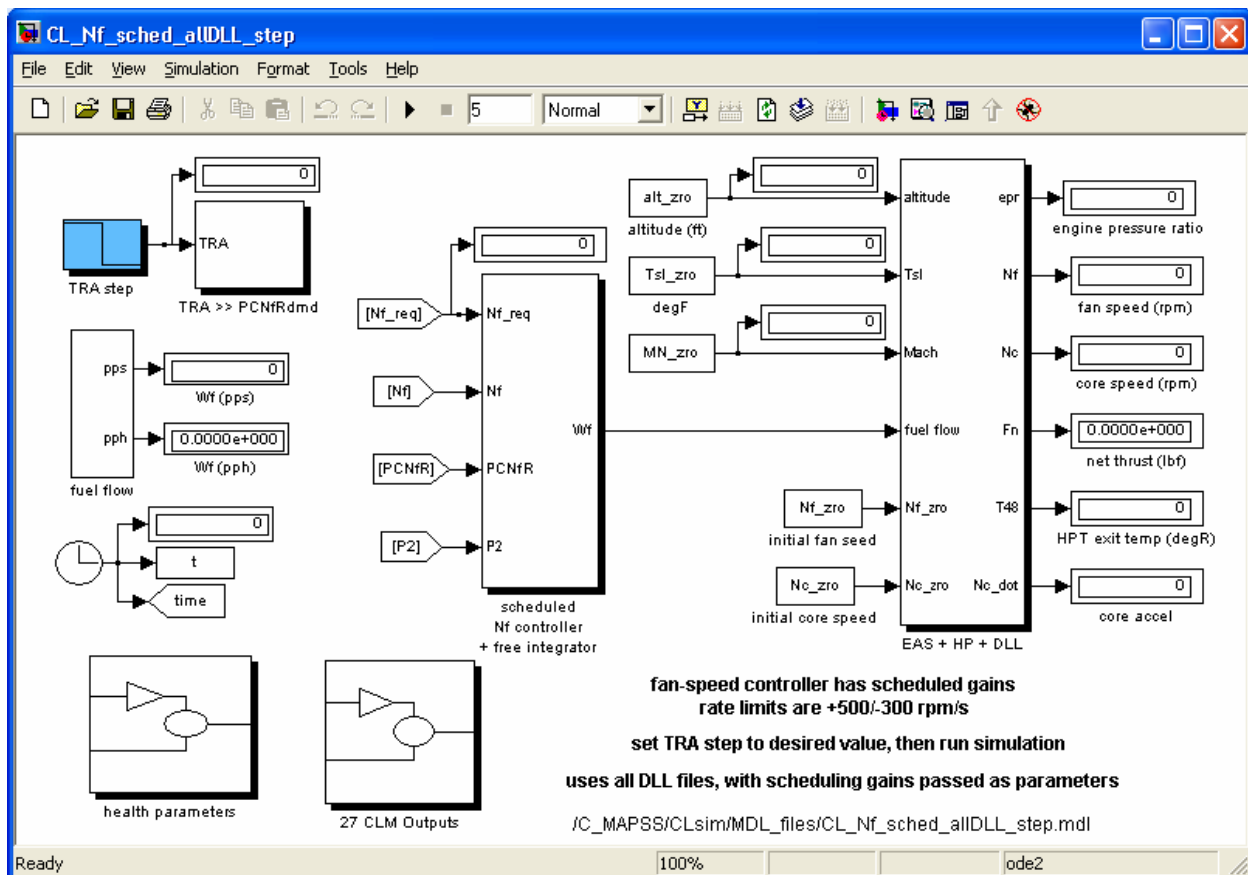 CL_Nf_sched_allDLL_step
File Edit View Simulation Format Tools Help
5 Normal
0
TRA
TRA step
TRA >> PCNfRdmd
pps
0
Wf (pps)
pph
0.0000e+000
Wf (pph)
fuel flow
0
t
time
health parameters
27 CLM Outputs
0
[Nf_req]
Nf_req
[Nf]
Nf
Wf
[PCNfR]
PCNfR
[P2]
P2
scheduled
Nf controller
+ free integrator
0
alt_zro
altitude (ft)
0
Tsl_zro
degF
0
MN_zro
Nf_zro
initial fan seed
Nc_zro
initial core speed
altitude
epr
Tsl
Nf
Mach
Nc
fuel flow
Fn
Nf_zro
T48
Nc_zro
Nc_dot
EAS + HP + DLL
0
engine pressure ratio
0
fan speed (rpm)
0
core speed (rpm)
0.0000e+000
net thrust (lbf)
0
HPT exit temp (degR)
0
core accel
fan-speed controller has scheduled gains
rate limits are +500/-300 rpm/s
set TRA step to desired value, then run simulation
uses all DLL files, with scheduling gains passed as parameters
/C_MAPSS/CLsim/MDL_files/CL_Nf_sched_allDLL_step.mdl
Ready 100% ode2